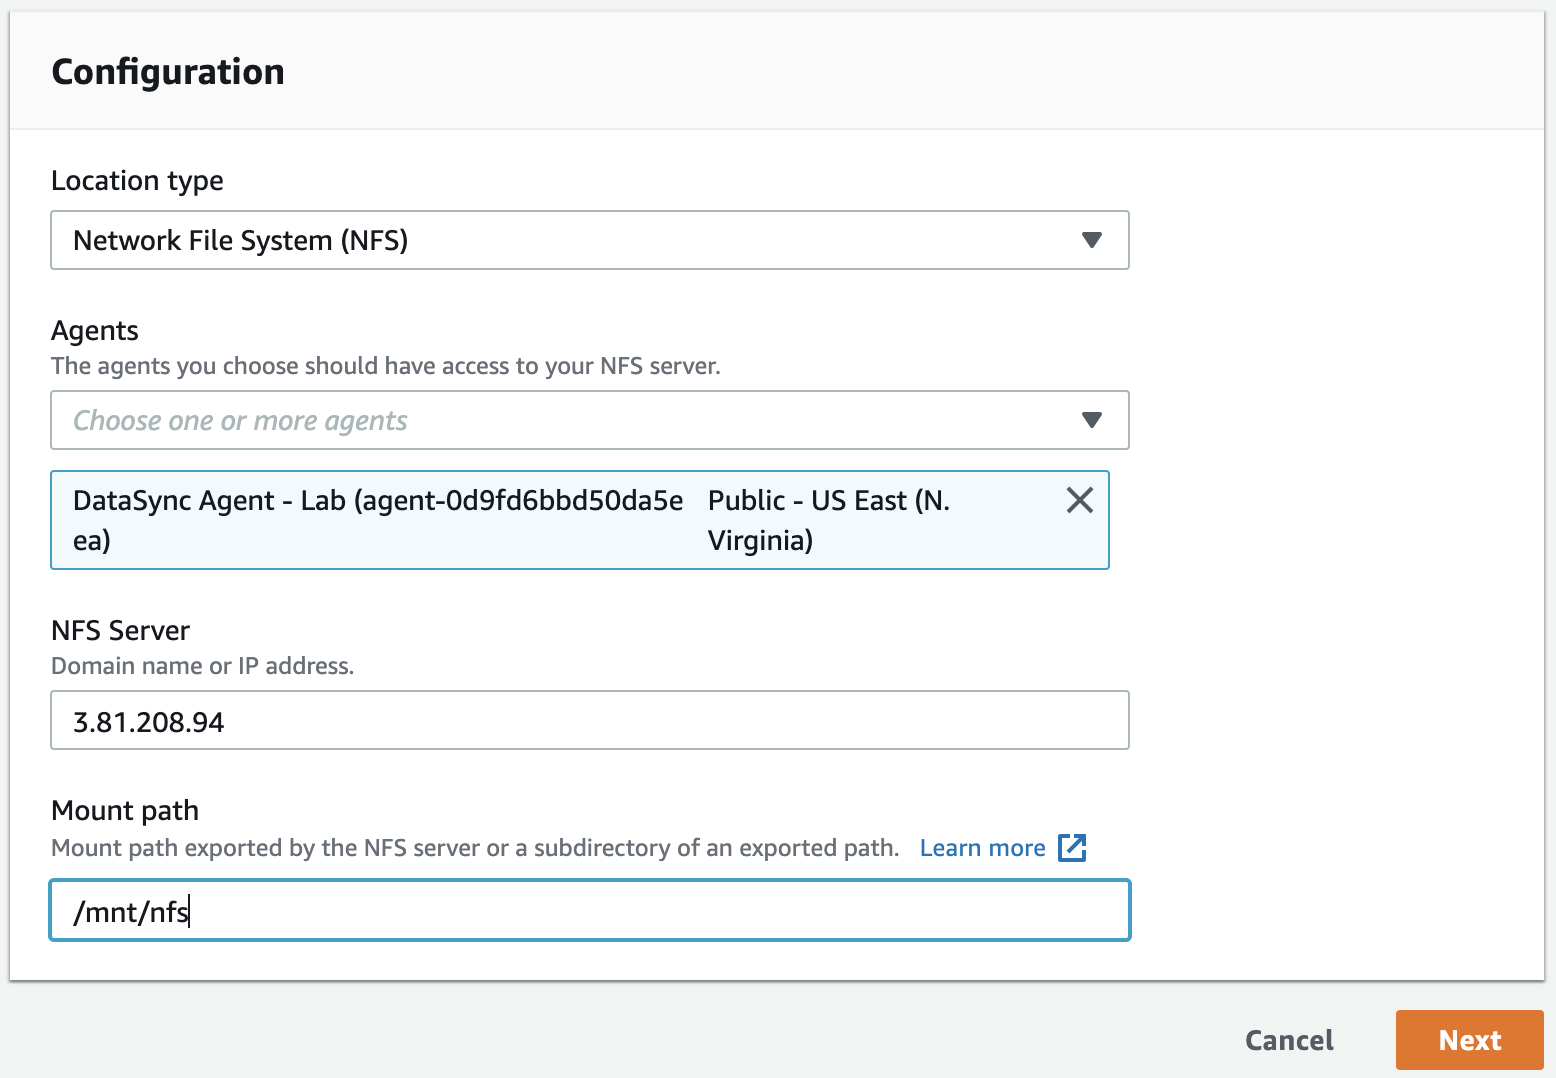 Configuration
Location type
Network File System (NFS)
Agents
The agents you choose should have access to your NFS server.
Choose one or more agents
DataSync Agent - Lab (agent-0d9fd6bbd50da5e Public - US East (N.
ea) Virginia)
NFS Server
Domain name or IP address.
3.81.208.94
Mount path
Mount path exported by the NFS server or a subdirectory of an exported path. Learn more
/mnt/nfs
Cancel Next